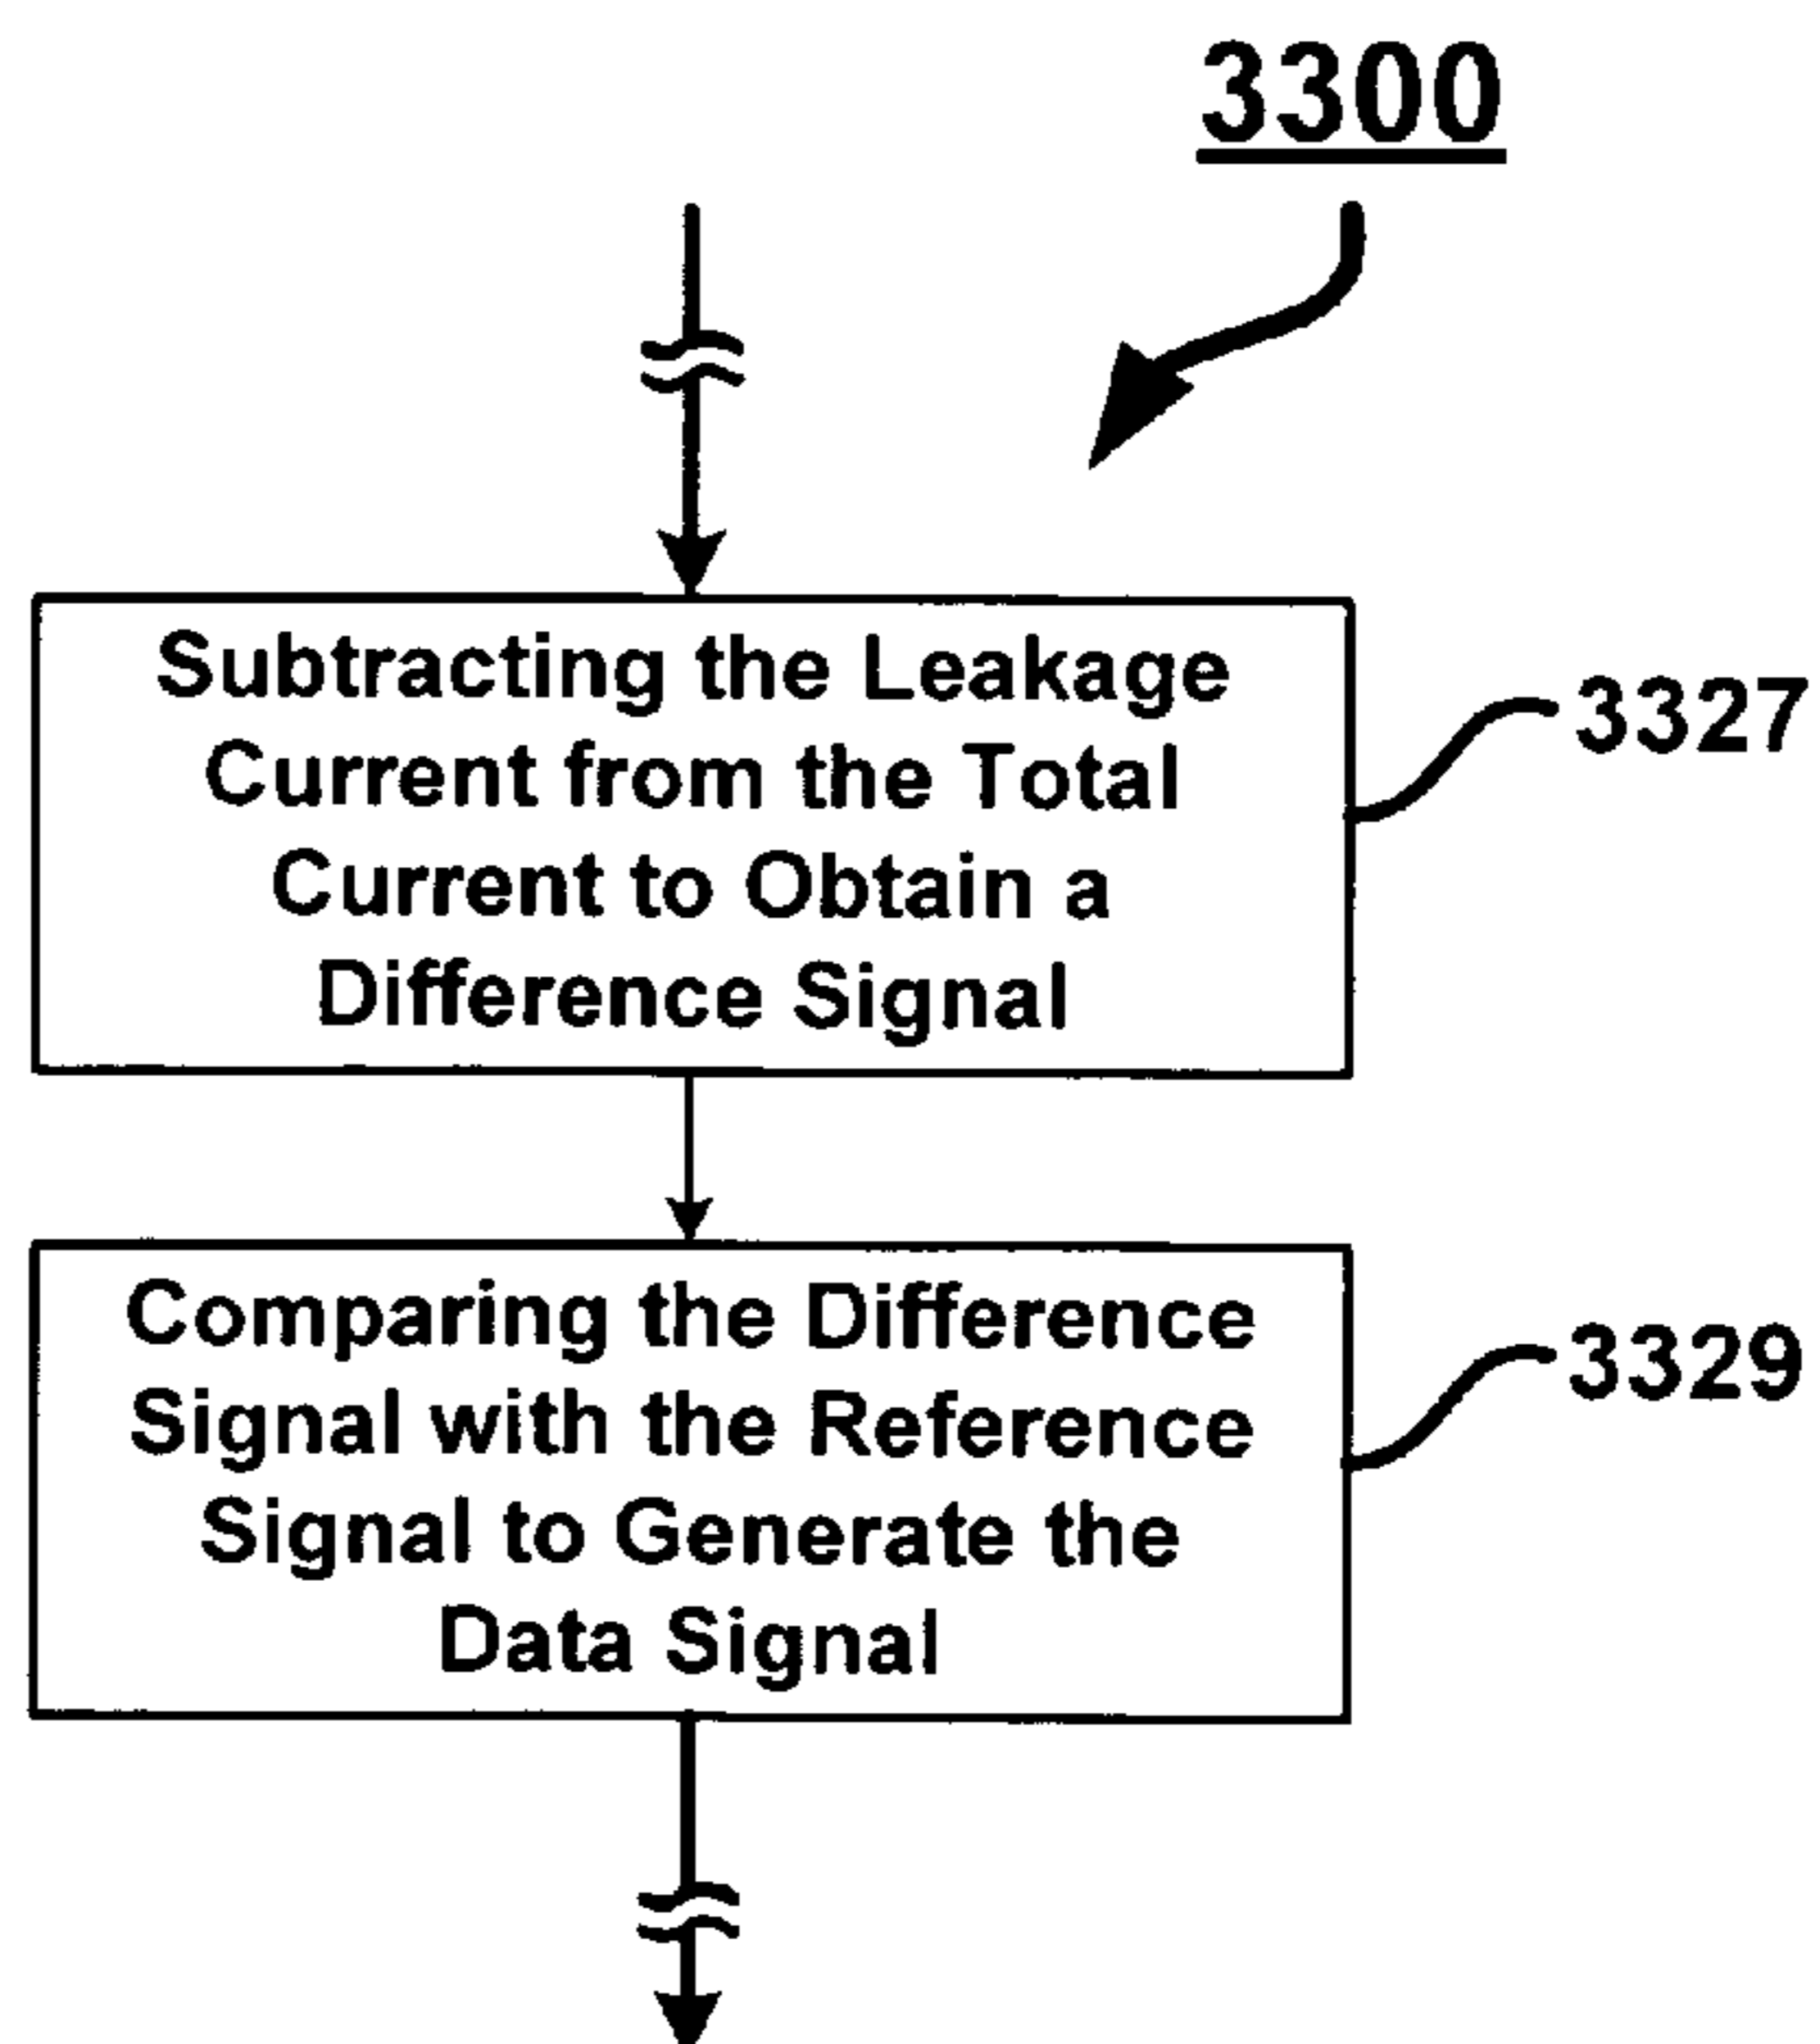 3300
Subtracting the Leakage
Current from the Total
Current to Obtain a
Difference Signal
3327
Comparing the Difference
Signal with the Reference
Signal to Generate the
Data Signal
3329